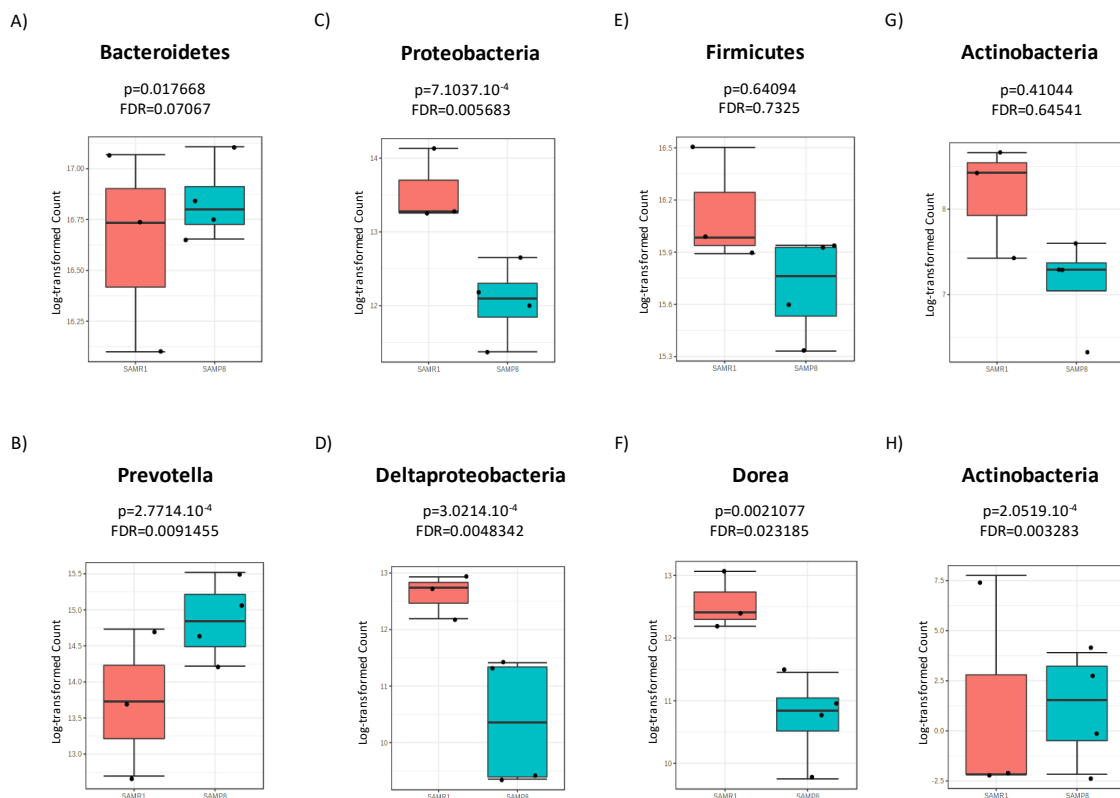 A)
Bacteroidetes
p=0.017668
FDR=0.07067
Log-transformed Count
17.00
16.75
16.50
16.25
SAMR1 SAMP8
C)
Proteobacteria
p=7.1037.10-4
FDR=0.005683
Log-transformed Count
14
13
12
SAMR1 SAMP8
E)
Firmicutes
p=0.64094
FDR=0.7325
Log-transformed Count
16.5
16.2
15.9
15.6
15.3
SAMR1 SAMP8
G)
Actinobacteria
p=0.41044
FDR=0.64541
Log-transformed Count
8
7
SAMR1 SAMP8
B)
Prevotella
p=2.7714.10-4
FDR=0.0091455
Log-transformed Count
15.5
15.0
14.5
14.0
13.5
13.0
SAMR1 SAMP8
D)
Deltaproteobacteria
p=3.0214.10-4
FDR=0.0048342
Log-transformed Count
13
12
11
10
SAMR1 SAMP8
F)
Dorea
p=0.0021077
FDR=0.023185
Log-transformed Count
13
12
11
10
SAMR1 SAMP8
H)
Actinobacteria
p=2.0519.10-4
FDR=0.003283
Log-transformed Count
7.5
5.0
2.5
0.0
-2.5
SAMR1 SAMP8